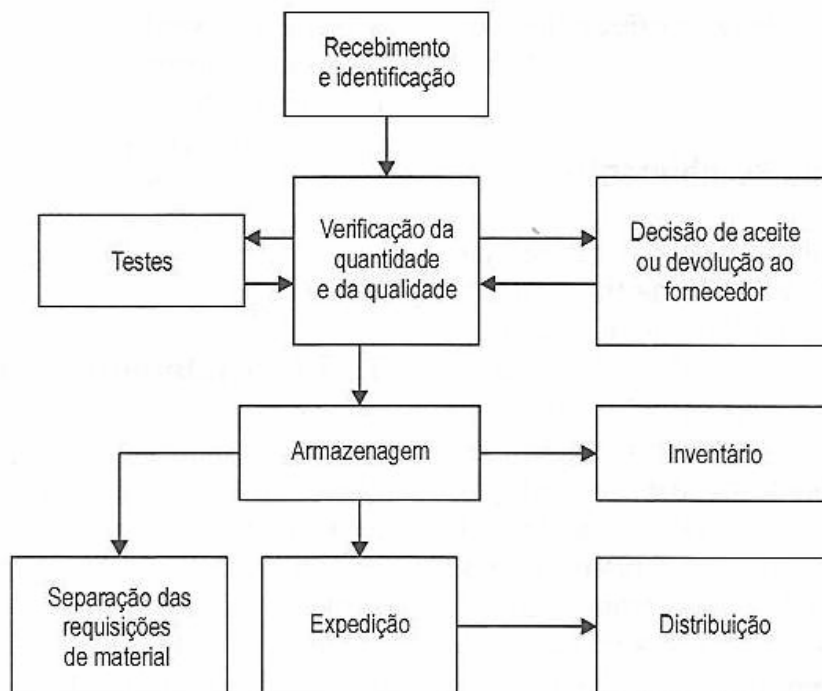 Recebimento
e identificação
Testes
Verificação da
quantidade
e da qualidade
Decisão de aceite
ou devolução ao
fornecedor
Armazenagem
Inventário
Separação das
requisições
de material
Expedição
Distribuição